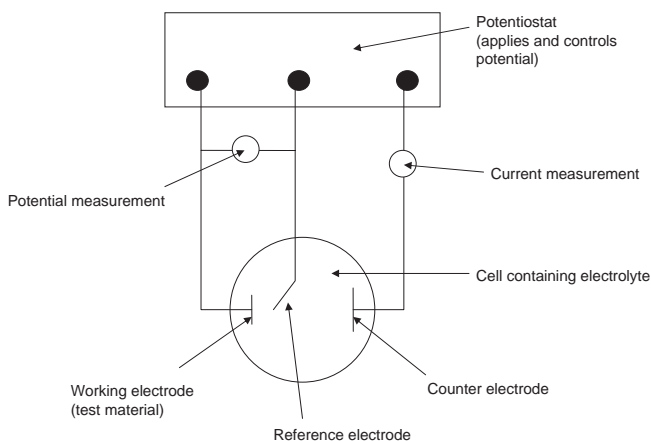 Potentiostat
(applies and controls
potential)
Potential measurement
Current measurement
Cell containing electrolyte
Working electrode
(test material)
Counter electrode
Reference electrode